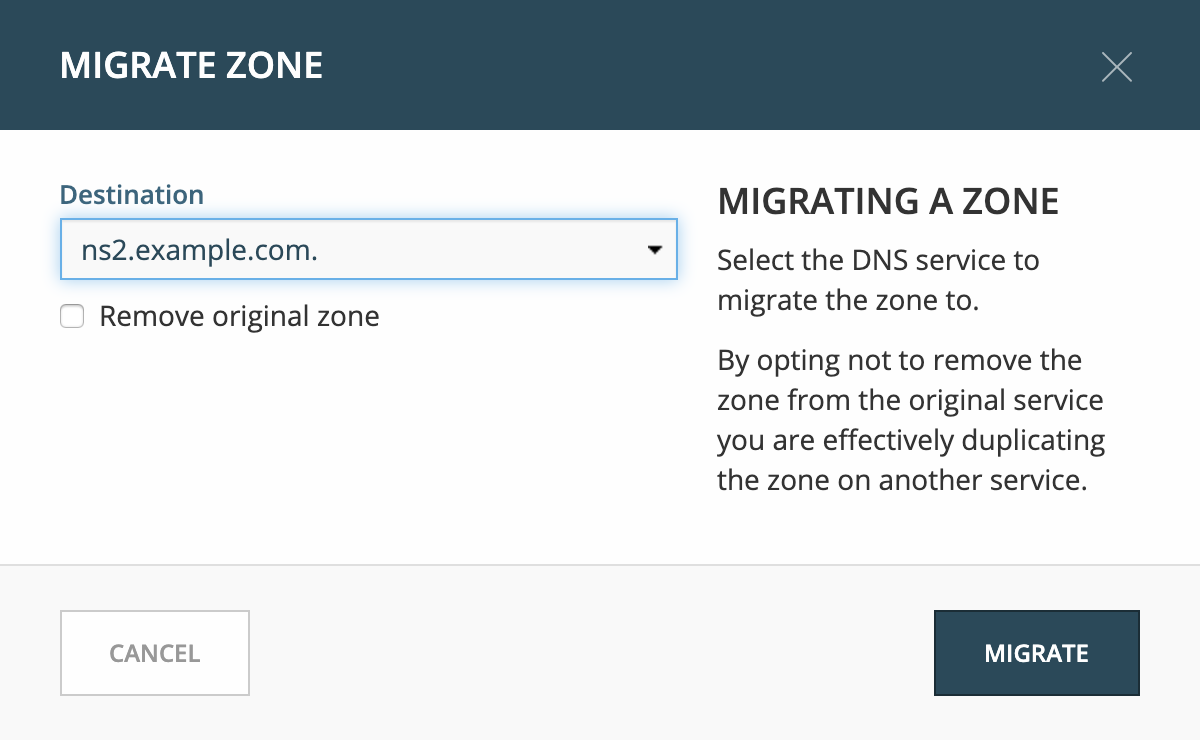 MIGRATE ZONE
Destination
ns2.example.com.
Remove original zone
MIGRATING A ZONE
Select the DNS service to
migrate the zone to.
By opting not to remove the
zone from the original service
you are effectively duplicating
the zone on another service.
CANCEL
MIGRATE